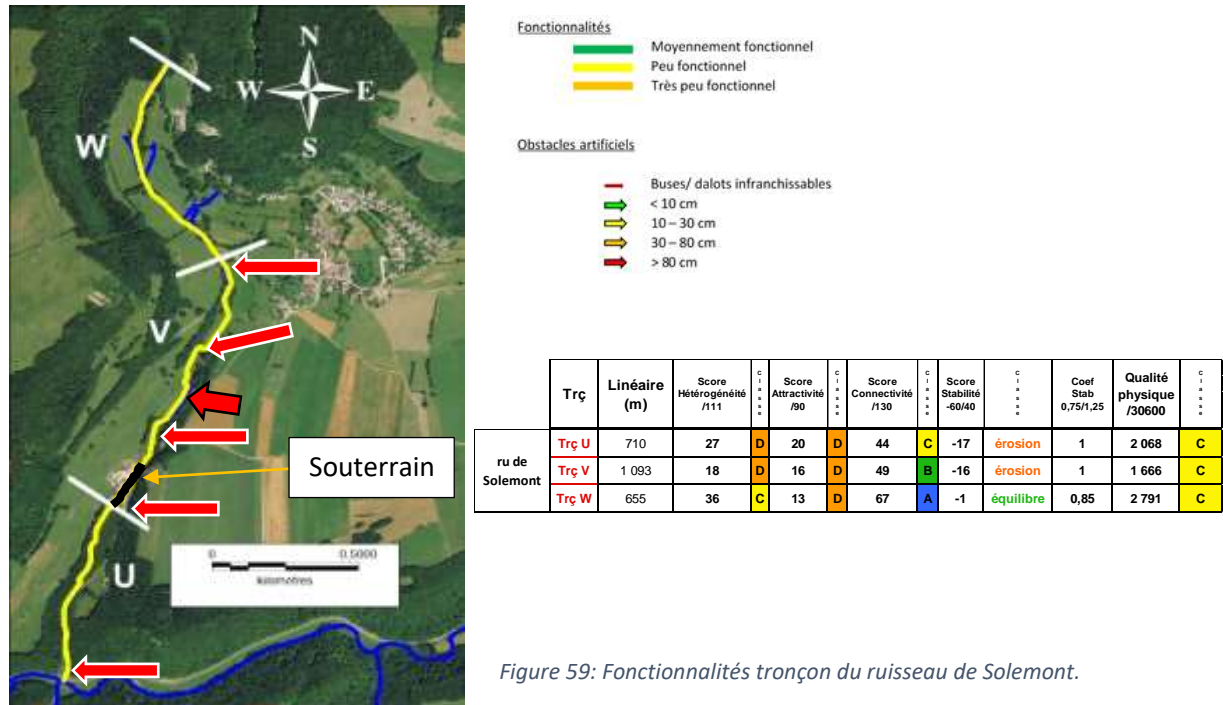 N
W E
S
W
V
Souterrain
0 0.5000
kilometres
U
Fonctionnalités
Moyennement fonctionnel
Peu fonctionnel
Très peu fonctionnel
Obstacles artificiels
Buses/ dalots infranchissables
< 10 cm
10 – 30 cm
30 – 80 cm
> 80 cm
Trç Linéaire (m) Score Hétérogénéité /111 Classe Score Attractivité /90 Classe Score Connectivité /130 Classe Score Stabilité -60/40 Classe Coef Stab 0,75/1,25 Qualité physique /30600 Classe
ru de Solemont
Trç U 710 27 D 20 D 44 C -17 érosion 1 2 068 C
Trç V 1 093 18 D 16 D 49 B -16 érosion 1 1 666 C
Trç W 655 36 C 13 D 67 A -1 équilibre 0,85 2 791 C
Figure 59: Fonctionnalités tronçon du ruisseau de Solemont.